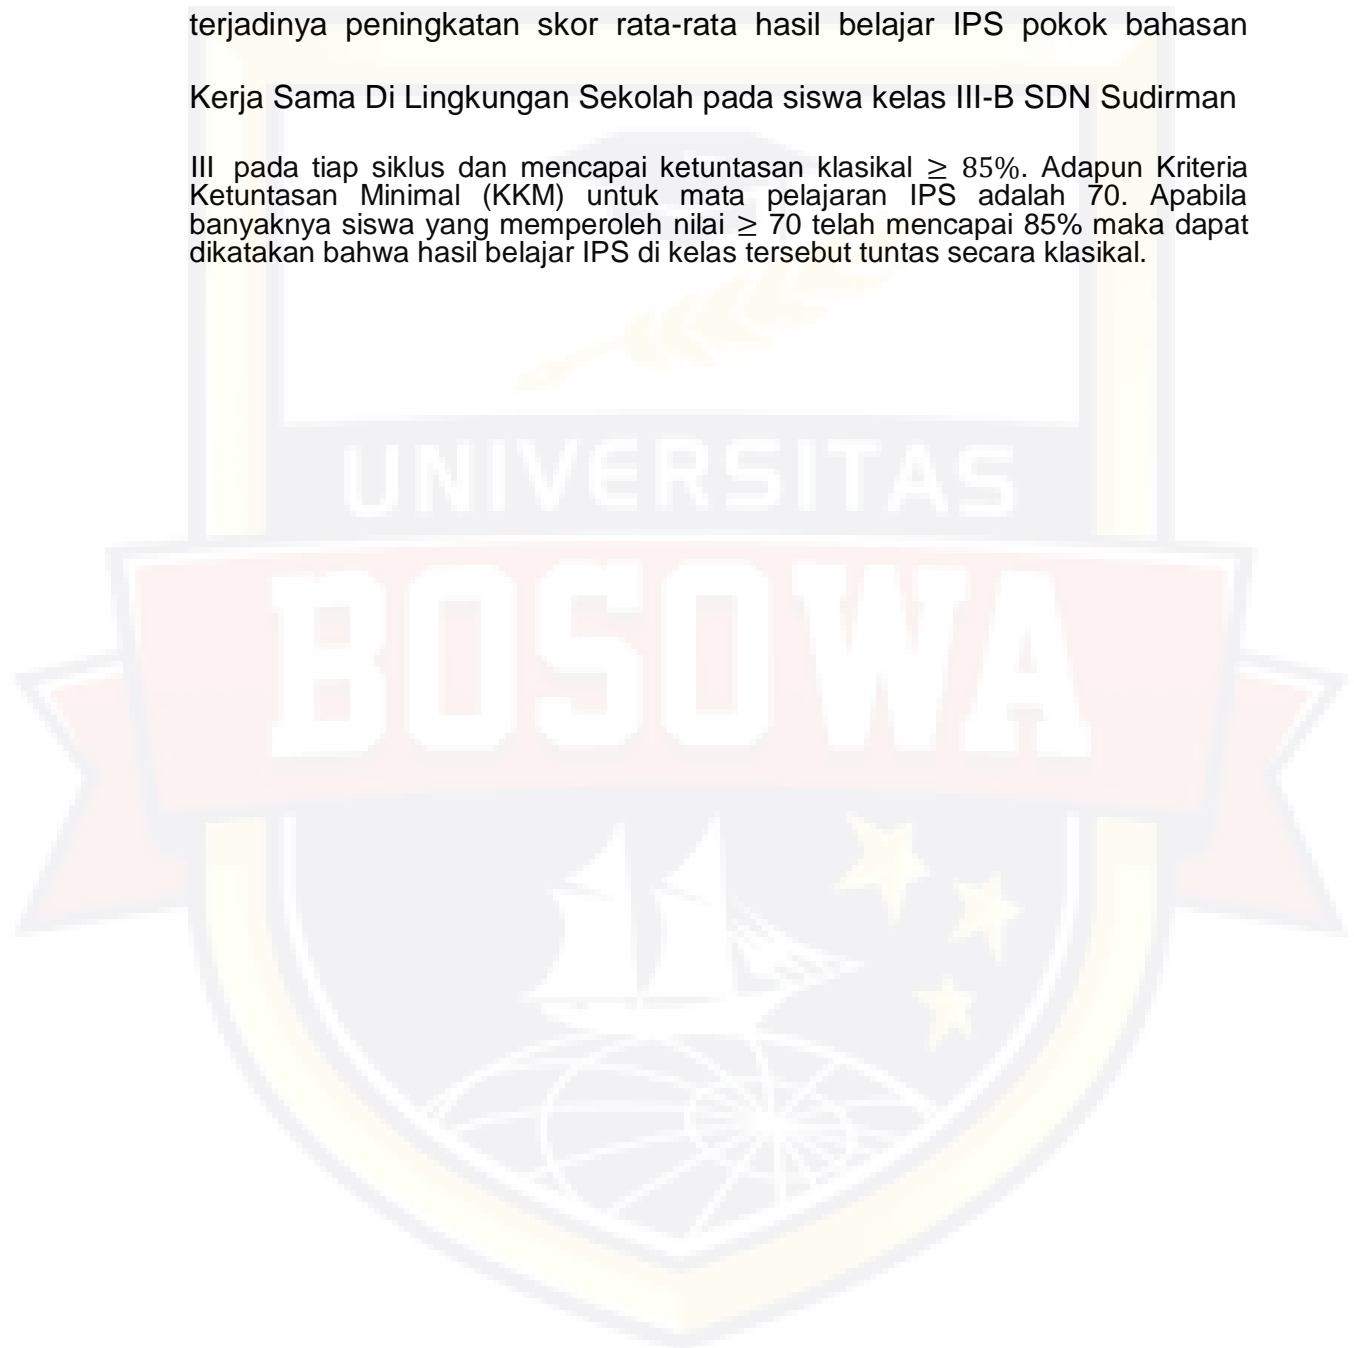 terjadinya peningkatan skor rata-rata hasil belajar IPS pokok bahasan
Kerja Sama Di Lingkungan Sekolah pada siswa kelas III-B SDN Sudirman
III pada tiap siklus dan mencapai ketuntasan klasikal ≥ 85%. Adapun Kriteria
Ketuntasan Minimal (KKM) untuk mata pelajaran IPS adalah 70. Apabila
banyaknya siswa yang memperoleh nilai ≥ 70 telah mencapai 85% maka dapat
dikatakan bahwa hasil belajar IPS di kelas tersebut tuntas secara klasikal.
UNIVERSITAS
BOSOWA